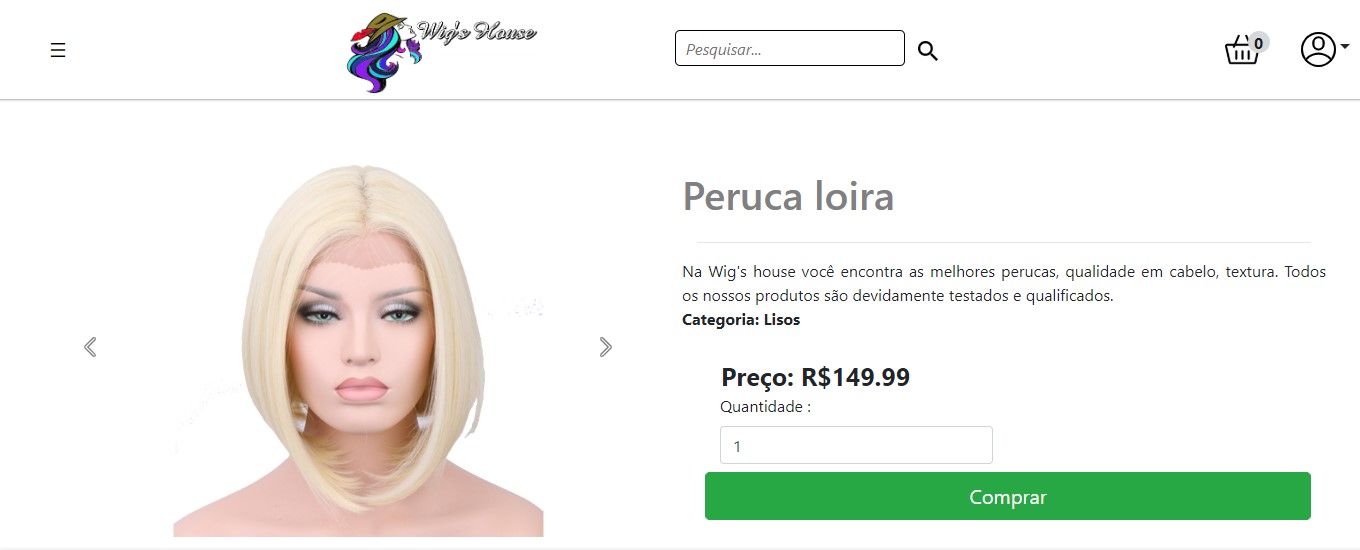 ☰
Wig's House
Pesquisar...
0
Peruca loira
Na Wig's house você encontra as melhores perucas, qualidade em cabelo, textura. Todos
os nossos produtos são devidamente testados e qualificados.
Categoria: Lisos
Preço: R$149.99
Quantidade :
1
Comprar